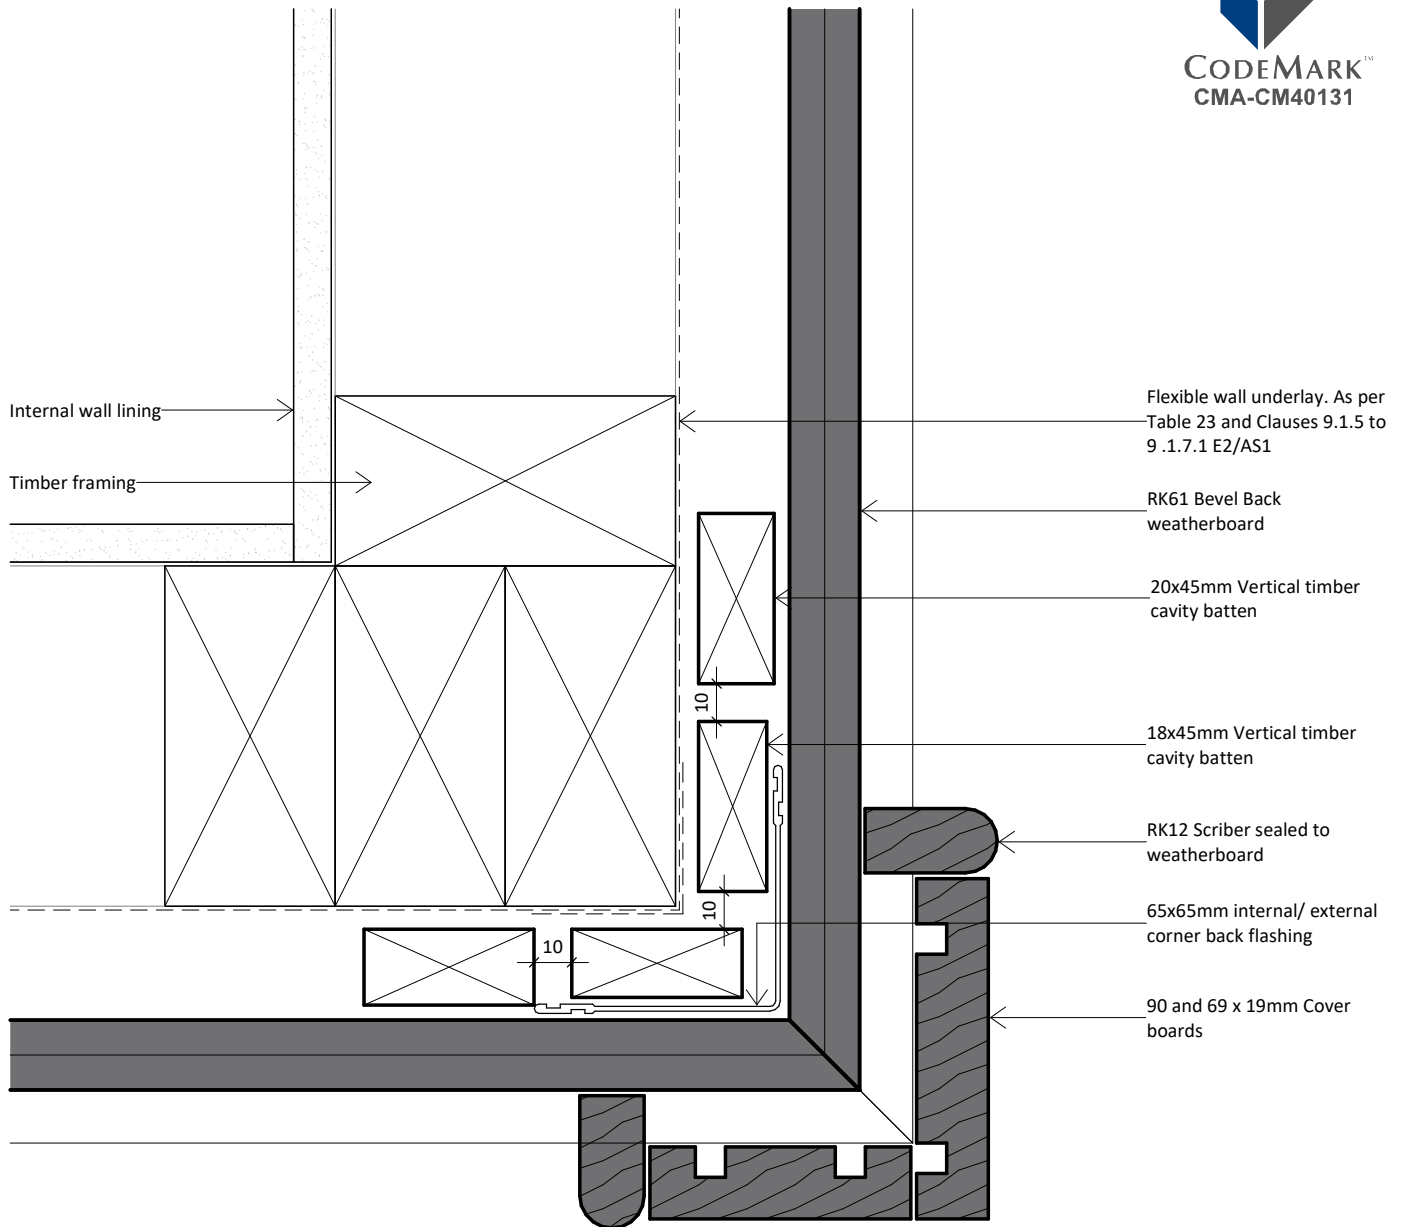 CODEMARK™
CMA-CM40131
Internal wall lining
Timber framing
Flexible wall underlay. As per
Table 23 and Clauses 9.1.5 to
9 .1.7.1 E2/AS1
RK61 Bevel Back
weatherboard
20x45mm Vertical timber
cavity batten
10
18x45mm Vertical timber
cavity batten
RK12 Scriber sealed to
weatherboard
10
65x65mm internal/ external
corner back flashing
10
90 and 69 x 19mm Cover
boards